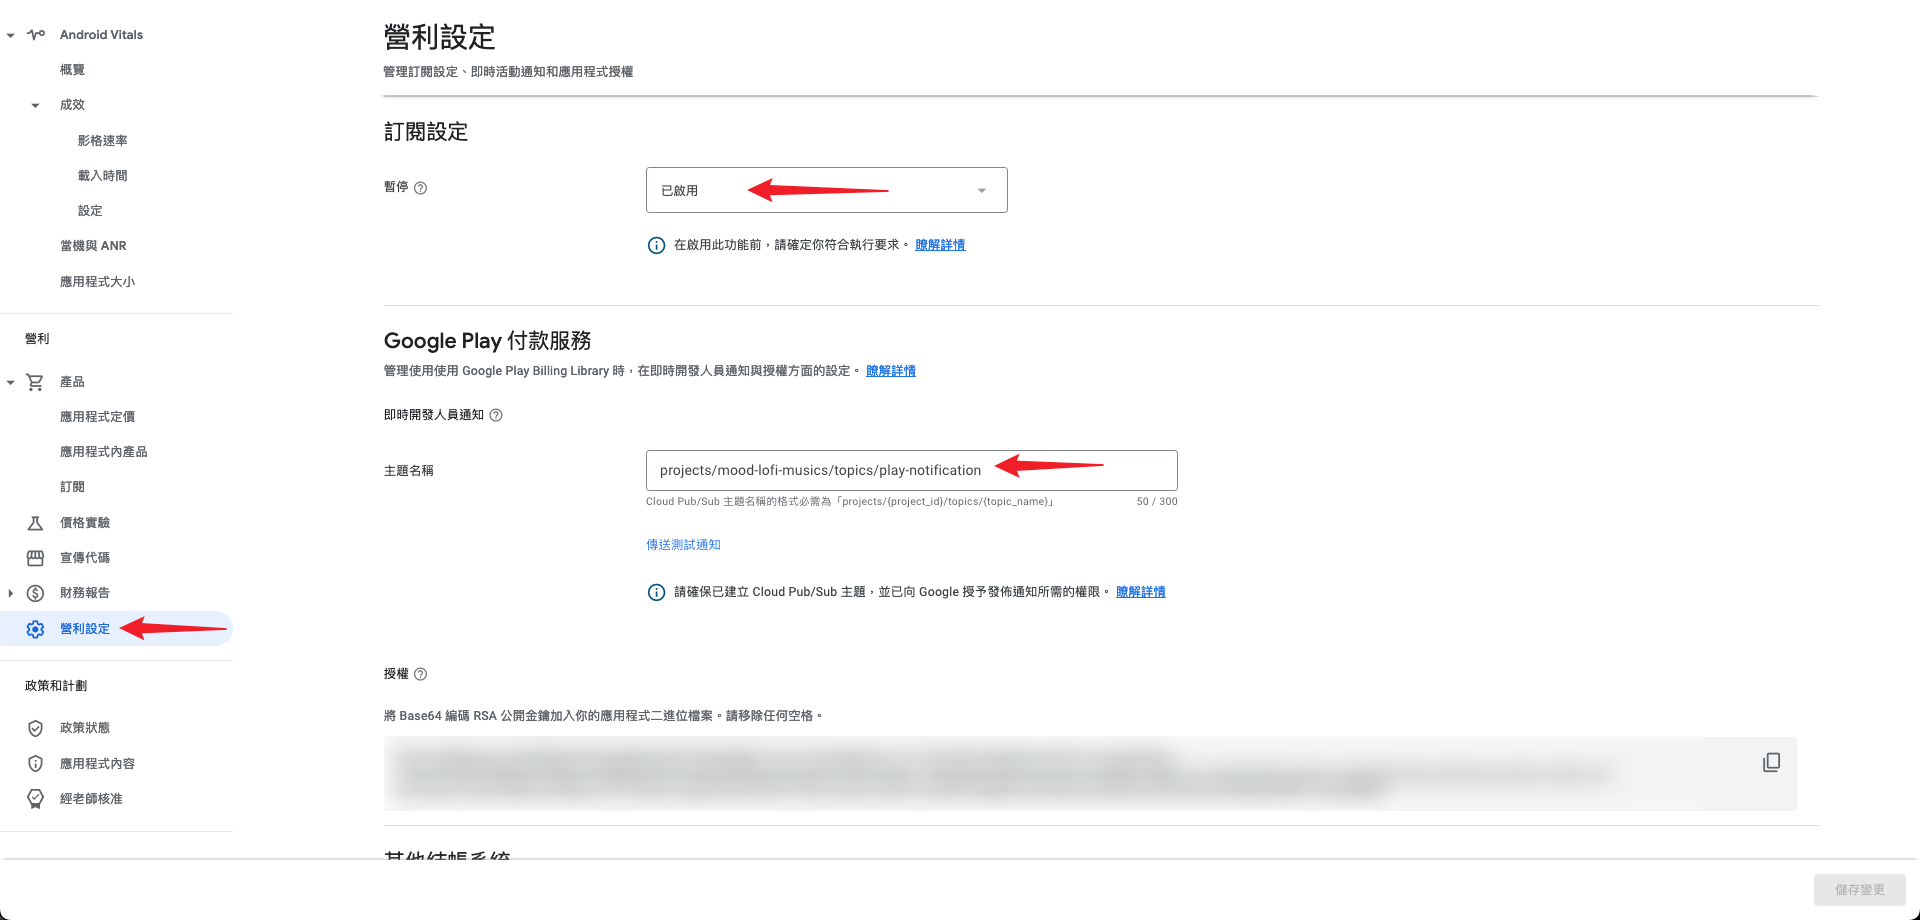 Android Vitals
概覽
成效
影格速率
載入時間
設定
當機與 ANR
應用程式大小
營利
產品
應用程式定價
應用程式內產品
訂閱
價格實驗
宣傳代碼
財務報告
營利設定
政策和計劃
政策狀態
應用程式內容
經老師核准
營利設定
管理訂閱設定、即時活動通知和應用程式授權
訂閱設定
暫停
已啟用
在啟用此功能前，請確定你符合執行要求。 瞭解詳情
Google Play 付款服務
管理使用使用 Google Play Billing Library 時，在即時開發人員通知與授權方面的設定。 瞭解詳情
即時開發人員通知
主題名稱
projects/mood-lofi-musics/topics/play-notification
Cloud Pub/Sub 主題名稱的格式必需為「projects/{project_id}/topics/{topic_name}」
50 / 300
傳送測試通知
請確保已建立 Cloud Pub/Sub 主題，並已向 Google 授予發佈通知所需的權限。 瞭解詳情
授權
將 Base64 編碼 RSA 公開金鑰加入你的應用程式二進位檔案。請移除任何空格。
其他結帳系統
儲存變更